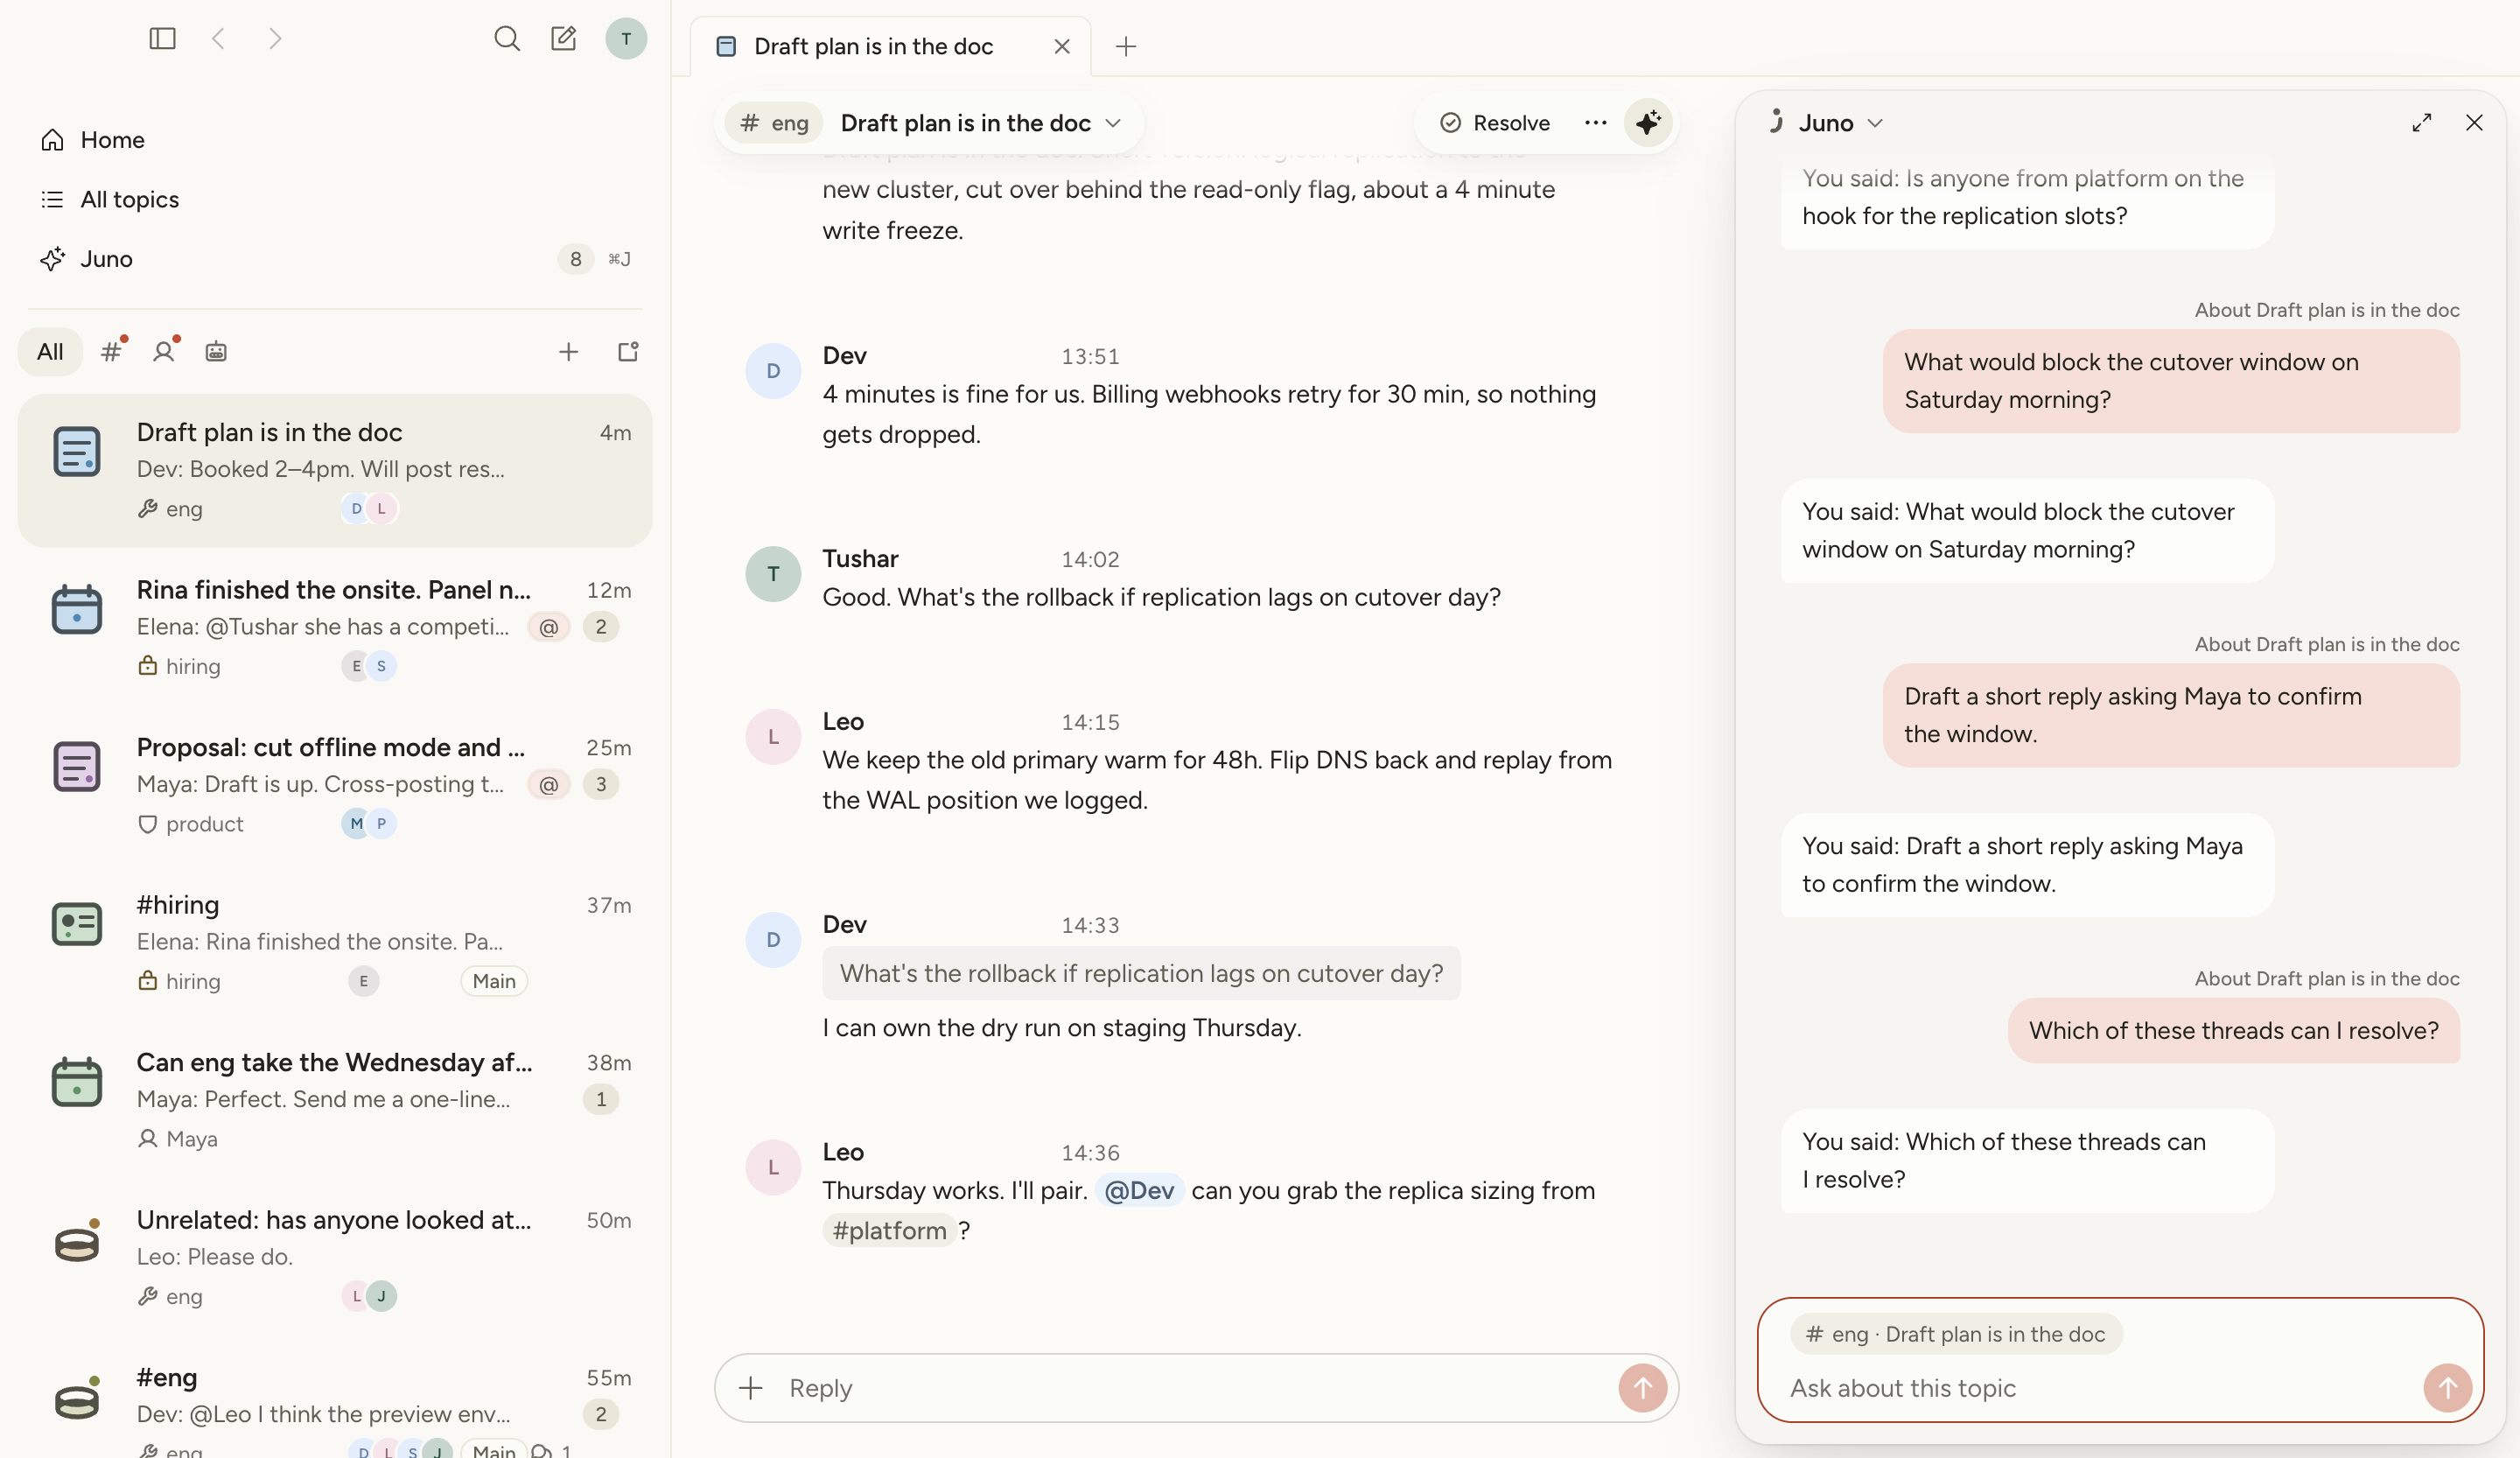 T
Home
All topics
Juno
8 ⌘J
All
Draft plan is in the doc 4m
Dev: Booked 2–4pm. Will post res...
eng D L
Rina finished the onsite. Panel n... 12m
Elena: @Tushar she has a competi... @ 2
hiring E S
Proposal: cut offline mode and ... 25m
Maya: Draft is up. Cross-posting t... @ 3
product M P
#hiring 37m
Elena: Rina finished the onsite. Pa...
hiring E Main
Can eng take the Wednesday af... 38m
Maya: Perfect. Send me a one-line... 1
Maya
Unrelated: has anyone looked at... 50m
Leo: Please do.
eng L J
#eng 55m
Dev: @Leo I think the preview env... 2
eng D L S J Main 1
Draft plan is in the doc
# eng Draft plan is in the doc
Resolve
Draft plan is in the doc. Short version: logical replication to the
new cluster, cut over behind the read-only flag, about a 4 minute
write freeze.
D Dev 13:51
4 minutes is fine for us. Billing webhooks retry for 30 min, so nothing
gets dropped.
T Tushar 14:02
Good. What's the rollback if replication lags on cutover day?
L Leo 14:15
We keep the old primary warm for 48h. Flip DNS back and replay from
the WAL position we logged.
D Dev 14:33
What's the rollback if replication lags on cutover day?
I can own the dry run on staging Thursday.
L Leo 14:36
Thursday works. I'll pair. @Dev can you grab the replica sizing from
#platform ?
Reply
Juno
You said: Is anyone from platform on the
hook for the replication slots?
About Draft plan is in the doc
What would block the cutover window on
Saturday morning?
You said: What would block the cutover
window on Saturday morning?
About Draft plan is in the doc
Draft a short reply asking Maya to confirm
the window.
You said: Draft a short reply asking Maya
to confirm the window.
About Draft plan is in the doc
Which of these threads can I resolve?
You said: Which of these threads can
I resolve?
# eng · Draft plan is in the doc
Ask about this topic